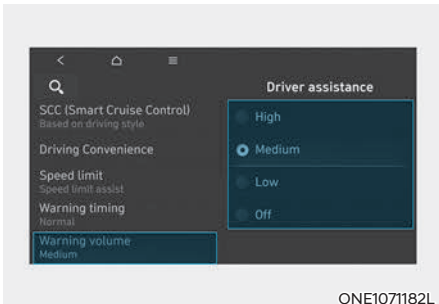 Driver assistance
SCC (Smart Cruise Control)
Based on driving style
Driving Convenience
Speed limit
Speed limit assist
Warning timing
Normal
Warning volume
Medium
High
Medium
Low
Off
ONE1071182L